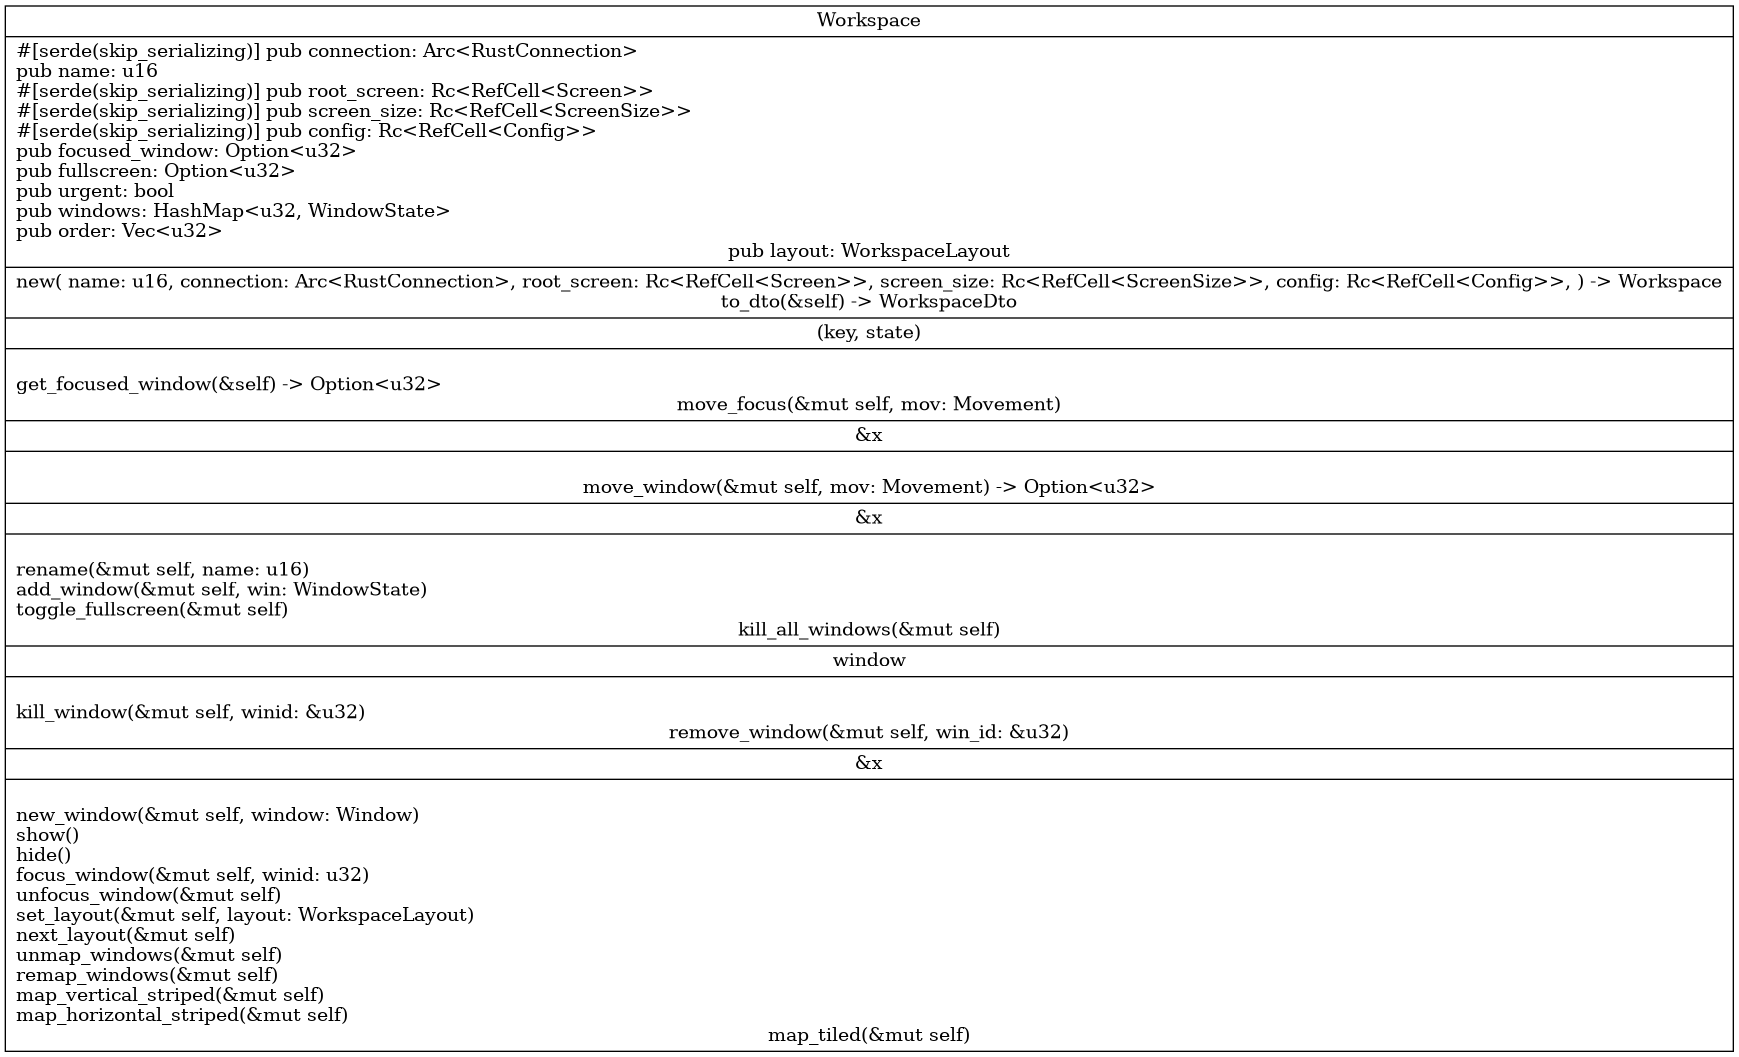 Workspace
#[serde(skip_serializing)] pub connection: Arc<RustConnection>
pub name: u16
#[serde(skip_serializing)] pub root_screen: Rc<RefCell<Screen>>
#[serde(skip_serializing)] pub screen_size: Rc<RefCell<ScreenSize>>
#[serde(skip_serializing)] pub config: Rc<RefCell<Config>>
pub focused_window: Option<u32>
pub fullscreen: Option<u32>
pub urgent: bool
pub windows: HashMap<u32, WindowState>
pub order: Vec<u32>
pub layout: WorkspaceLayout
new( name: u16, connection: Arc<RustConnection>, root_screen: Rc<RefCell<Screen>>, screen_size: Rc<RefCell<ScreenSize>>, config: Rc<RefCell<Config>>, ) -> Workspace
to_dto(&self) -> WorkspaceDto
(key, state)
get_focused_window(&self) -> Option<u32>
move_focus(&mut self, mov: Movement)
&x
move_window(&mut self, mov: Movement) -> Option<u32>
&x
rename(&mut self, name: u16)
add_window(&mut self, win: WindowState)
toggle_fullscreen(&mut self)
kill_all_windows(&mut self)
window
kill_window(&mut self, winid: &u32)
remove_window(&mut self, win_id: &u32)
&x
new_window(&mut self, window: Window)
show()
hide()
focus_window(&mut self, winid: u32)
unfocus_window(&mut self)
set_layout(&mut self, layout: WorkspaceLayout)
next_layout(&mut self)
unmap_windows(&mut self)
remap_windows(&mut self)
map_vertical_striped(&mut self)
map_horizontal_striped(&mut self)
map_tiled(&mut self)